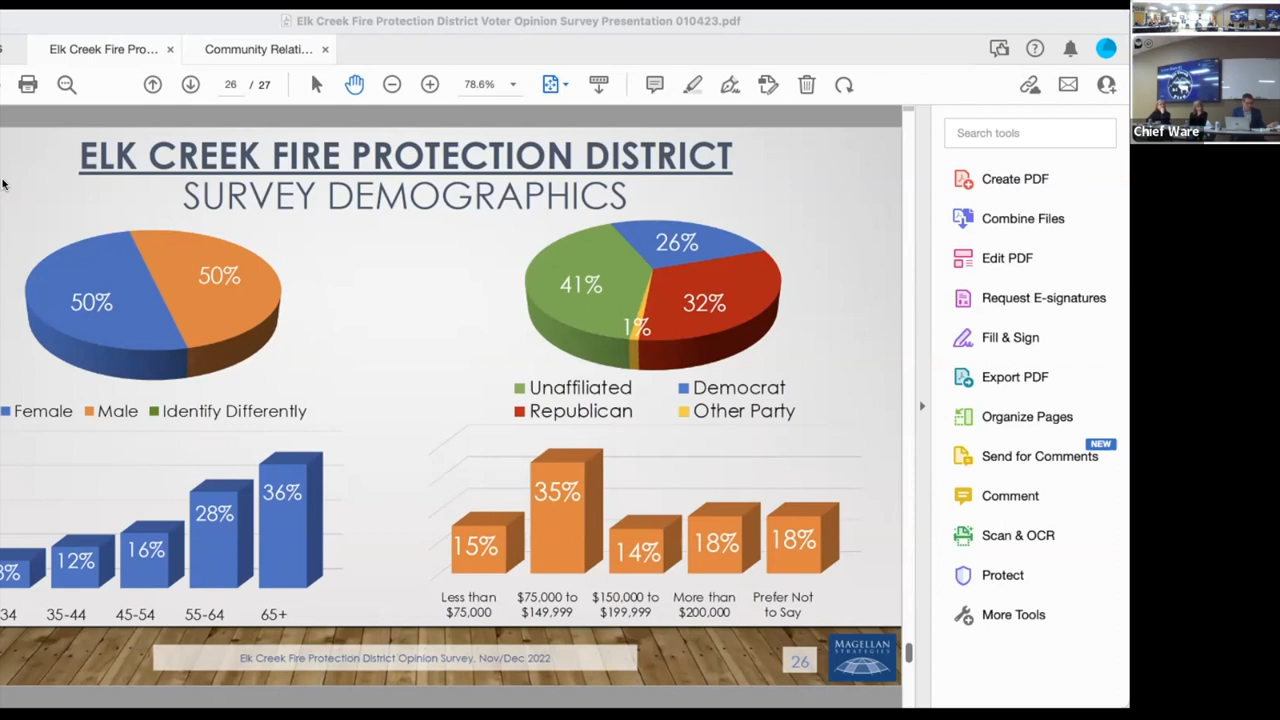 Elk Creek Fire Protection District Voter Opinion Survey Presentation 010423.pdf
Elk Creek Fire Pro... ×
Community Relati... ×
26 / 27
78.6%
Chief Ware
Search tools
Create PDF
Combine Files
Edit PDF
Request E-signatures
Fill & Sign
Export PDF
Organize Pages
NEW
Send for Comments
Comment
Scan & OCR
Protect
More Tools
ELK CREEK FIRE PROTECTION DISTRICT
SURVEY DEMOGRAPHICS
50%
50%
Female Male Identify Differently
26%
41%
32%
1%
Unaffiliated Democrat
Republican Other Party
8%
12%
16%
28%
36%
34 35-44 45-54 55-64 65+
15%
35%
14%
18%
18%
Less than $75,000
$75,000 to $149,999
$150,000 to $199,999
More than $200,000
Prefer Not to Say
Elk Creek Fire Protection District Opinion Survey, Nov/Dec 2022
26
MAGELLAN
STRATEGIES